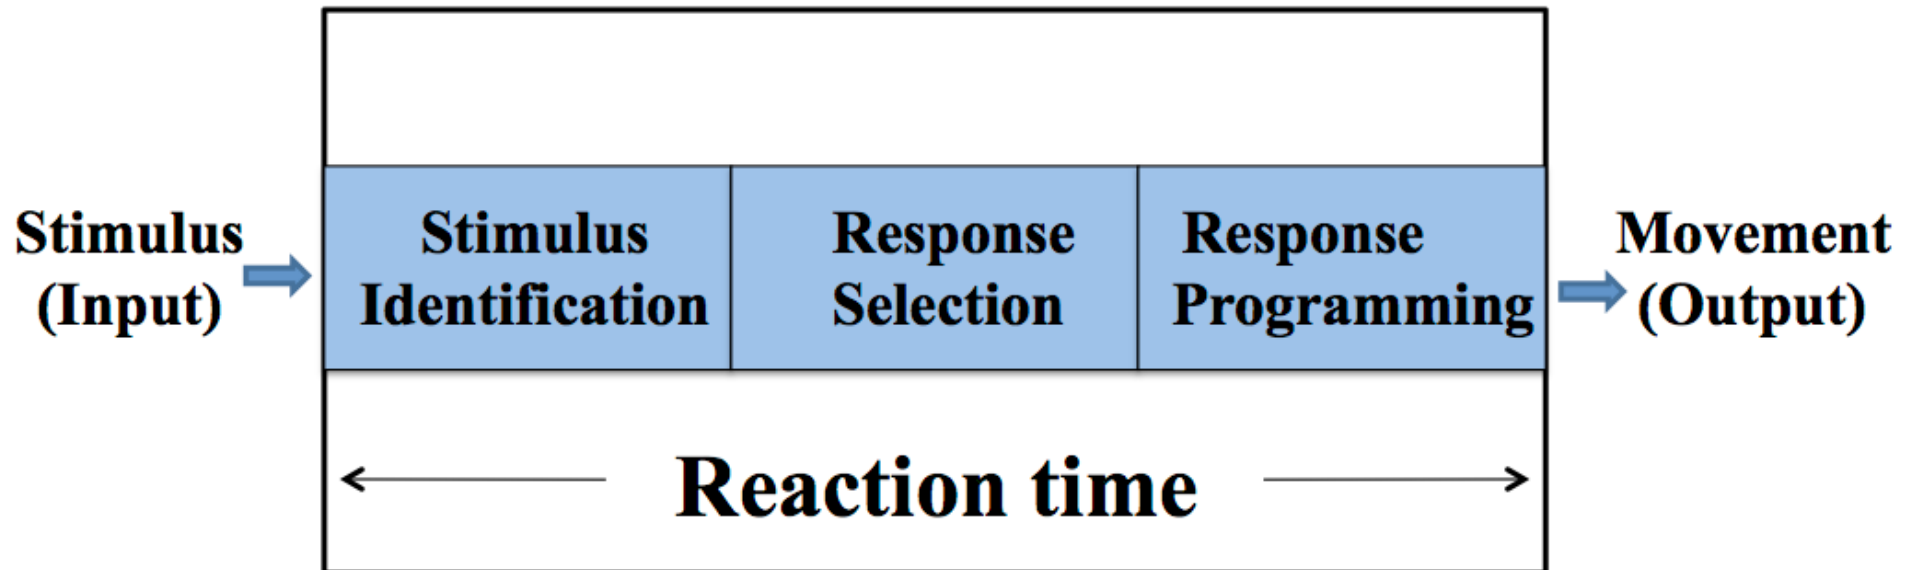 Stimulus
(Input)
Stimulus
Identification
Response
Selection
Response
Programming
Movement
(Output)
Reaction time